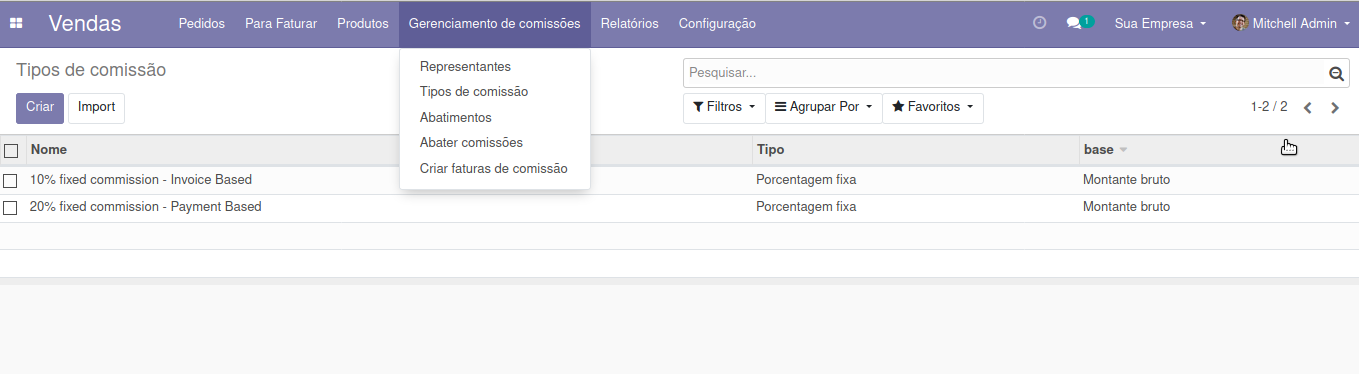 Vendas Pedidos Para Faturar Produtos Gerenciamento de comissões Relatórios Configuração 1 Sua Empresa Mitchell Admin
Representantes
Tipos de comissão
Abatimentos
Abater comissões
Criar faturas de comissão
Tipos de comissão
Pesquisar...
Criar Import
Filtros Agrupar Por Favoritos 1-2 / 2
Nome Tipo base
10% fixed commission - Invoice Based Porcentagem fixa Montante bruto
20% fixed commission - Payment Based Porcentagem fixa Montante bruto